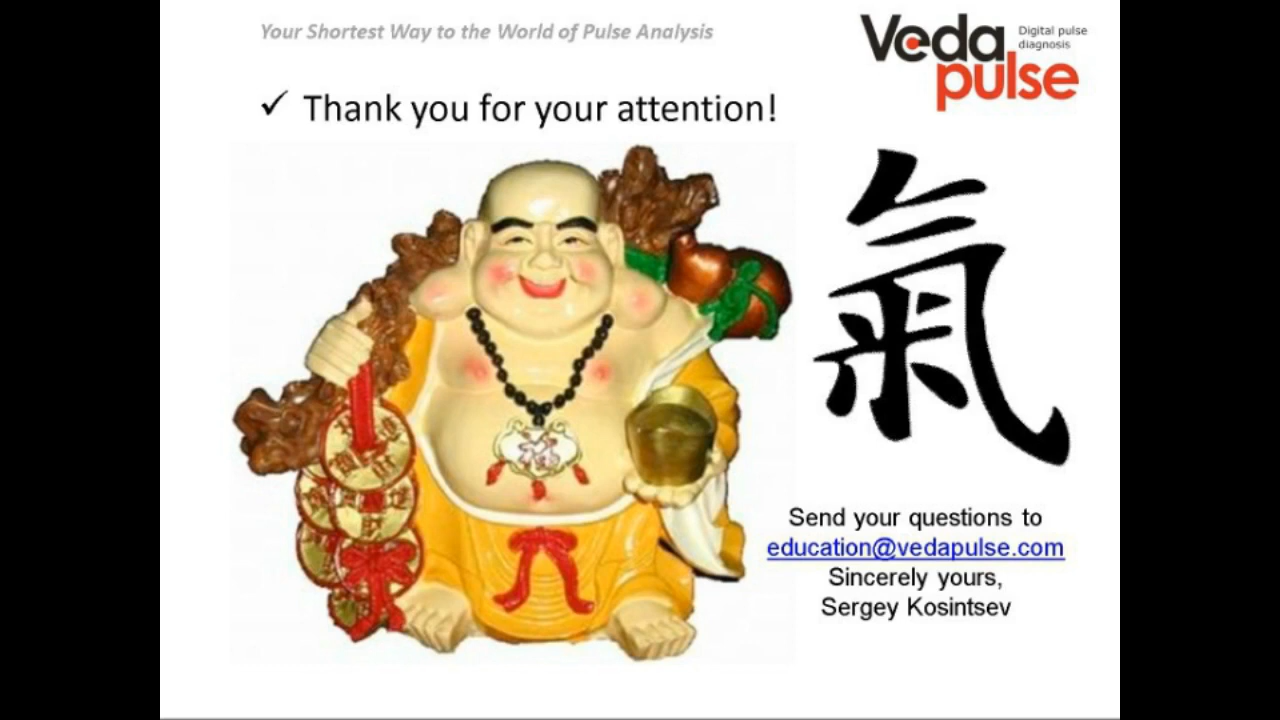 Your Shortest Way to the World of Pulse Analysis
Veda
pulse
Digital pulse
diagnosis
✓ Thank you for your attention!
氣
福
Send your questions to
education@vedapulse.com
Sincerely yours,
Sergey Kosintsev